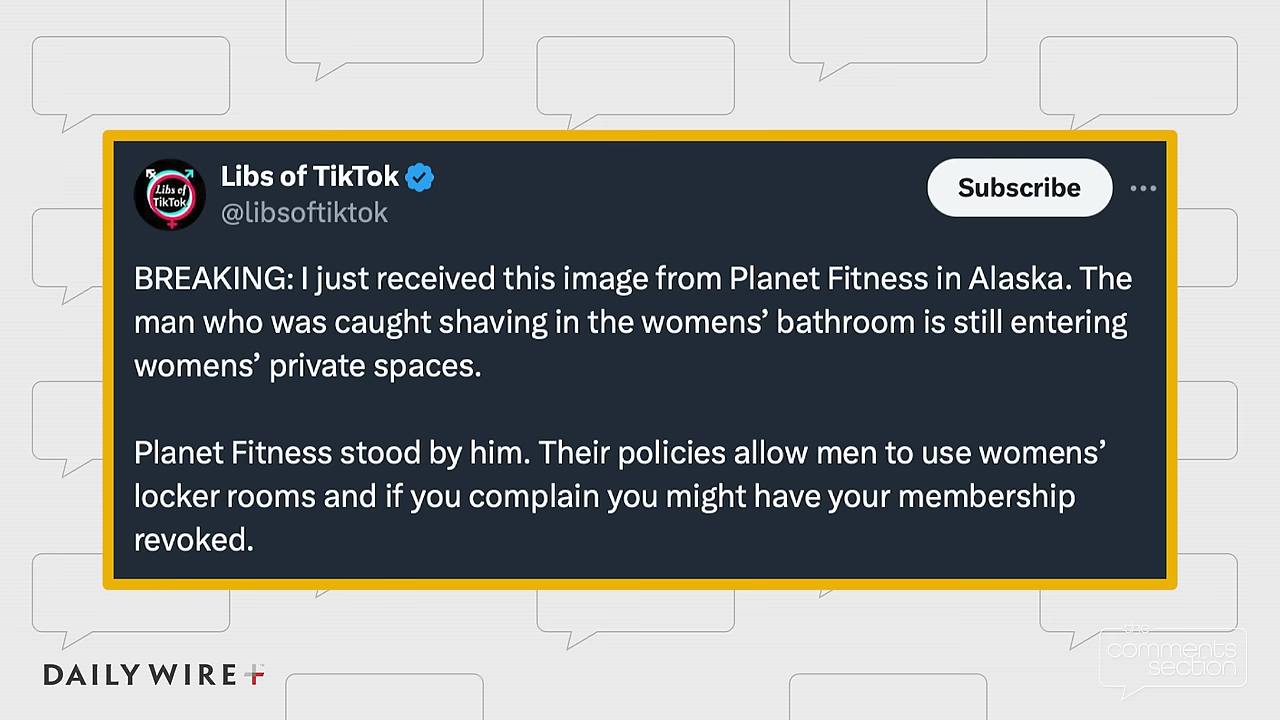 Libs of TikTok
@libsoftiktok
Subscribe
Libs of
TikTok
BREAKING: I just received this image from Planet Fitness in Alaska. The
man who was caught shaving in the womens’ bathroom is still entering
womens’ private spaces.
Planet Fitness stood by him. Their policies allow men to use womens’
locker rooms and if you complain you might have your membership
revoked.
DAILY WIRE+
the
comments
section